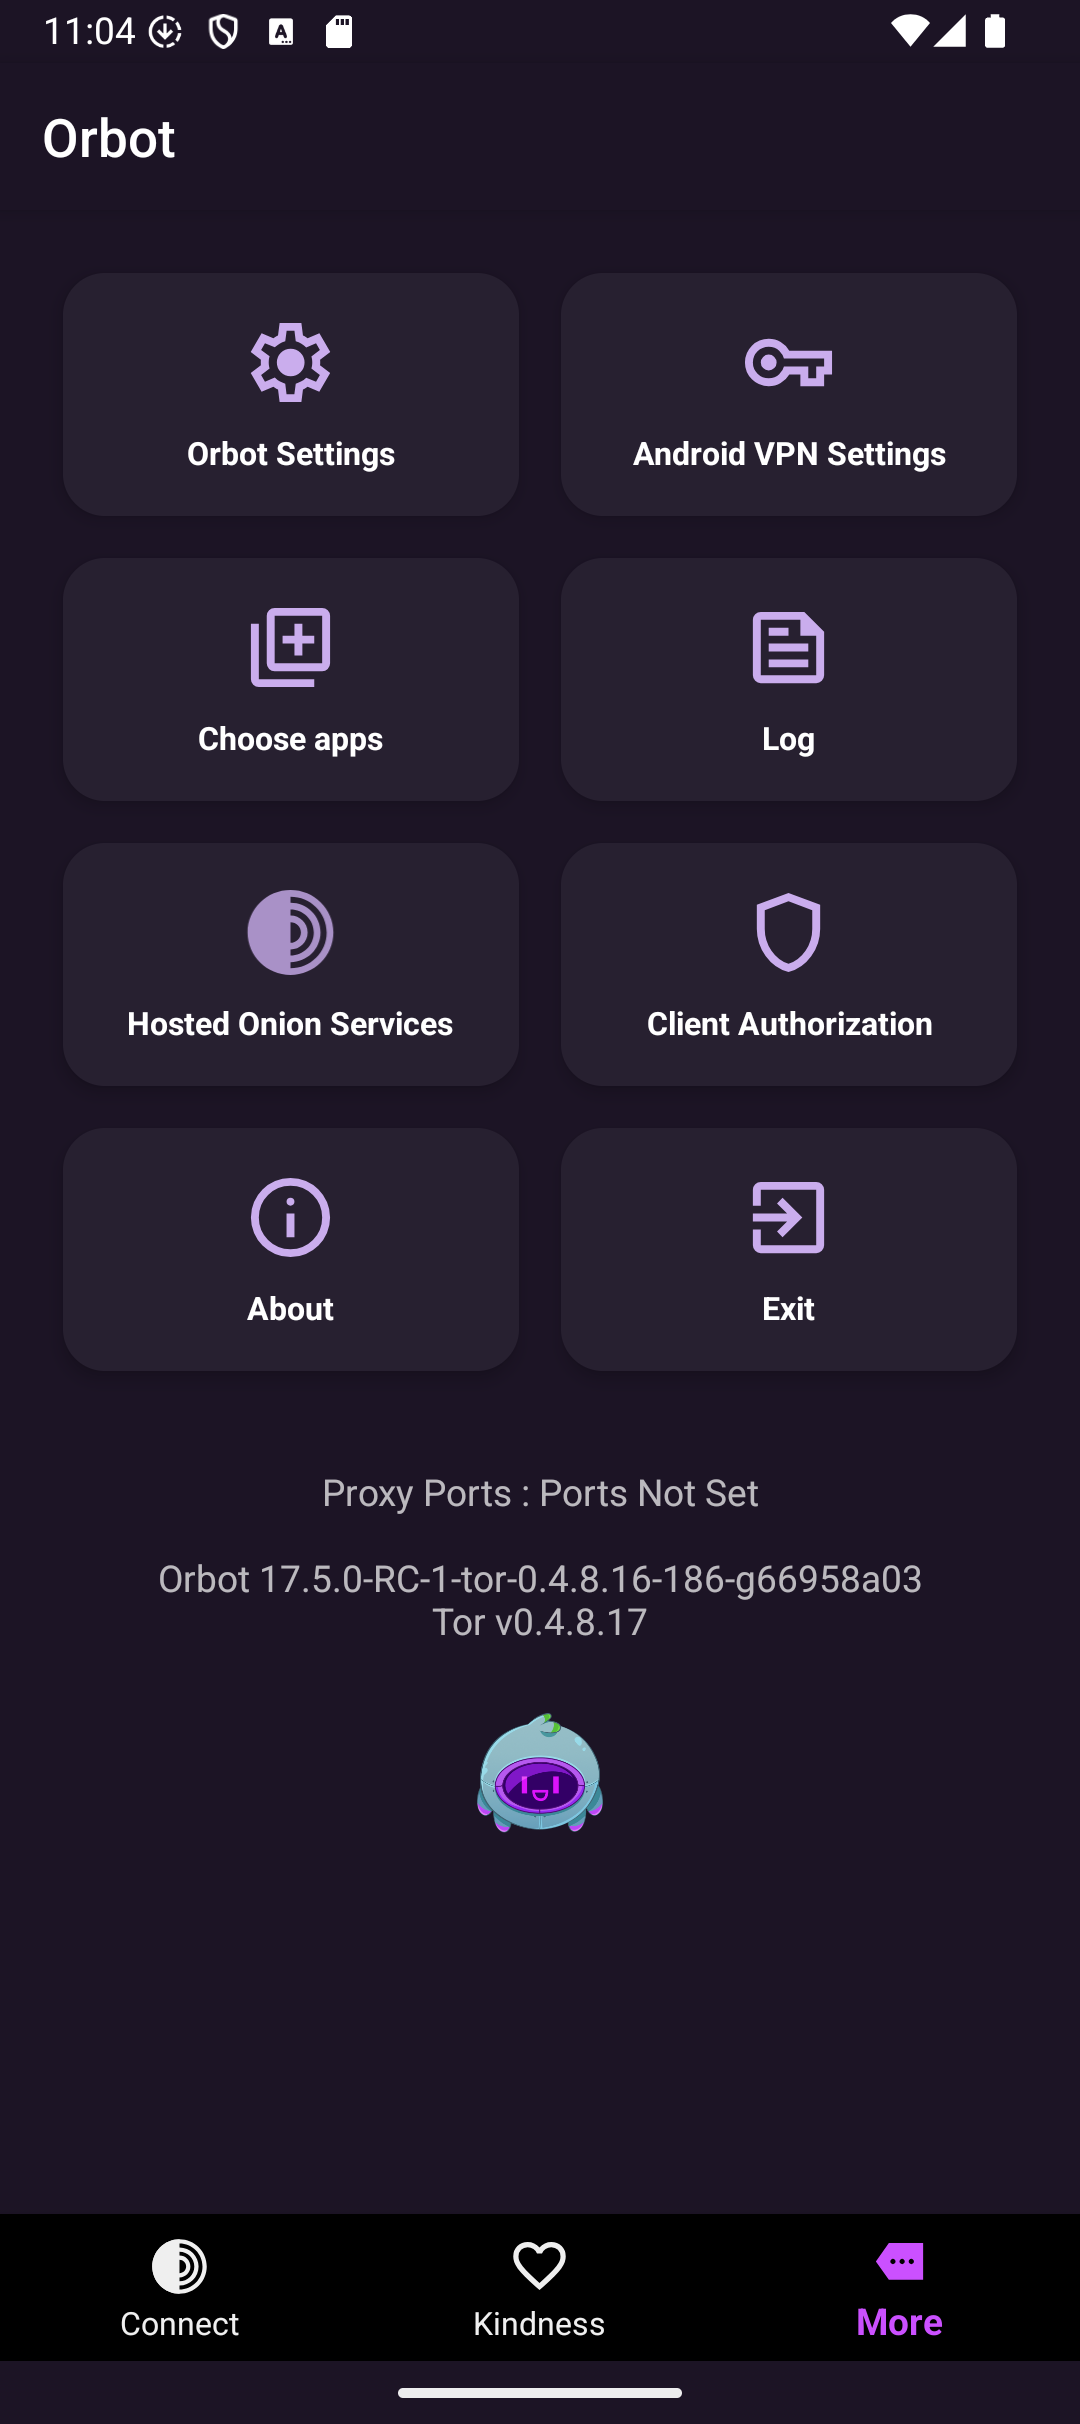 11:04
Orbot
Orbot Settings
Android VPN Settings
Choose apps
Log
Hosted Onion Services
Client Authorization
About
Exit
Proxy Ports : Ports Not Set
Orbot 17.5.0-RC-1-tor-0.4.8.16-186-g66958a03
Tor v0.4.8.17
Connect
Kindness
More